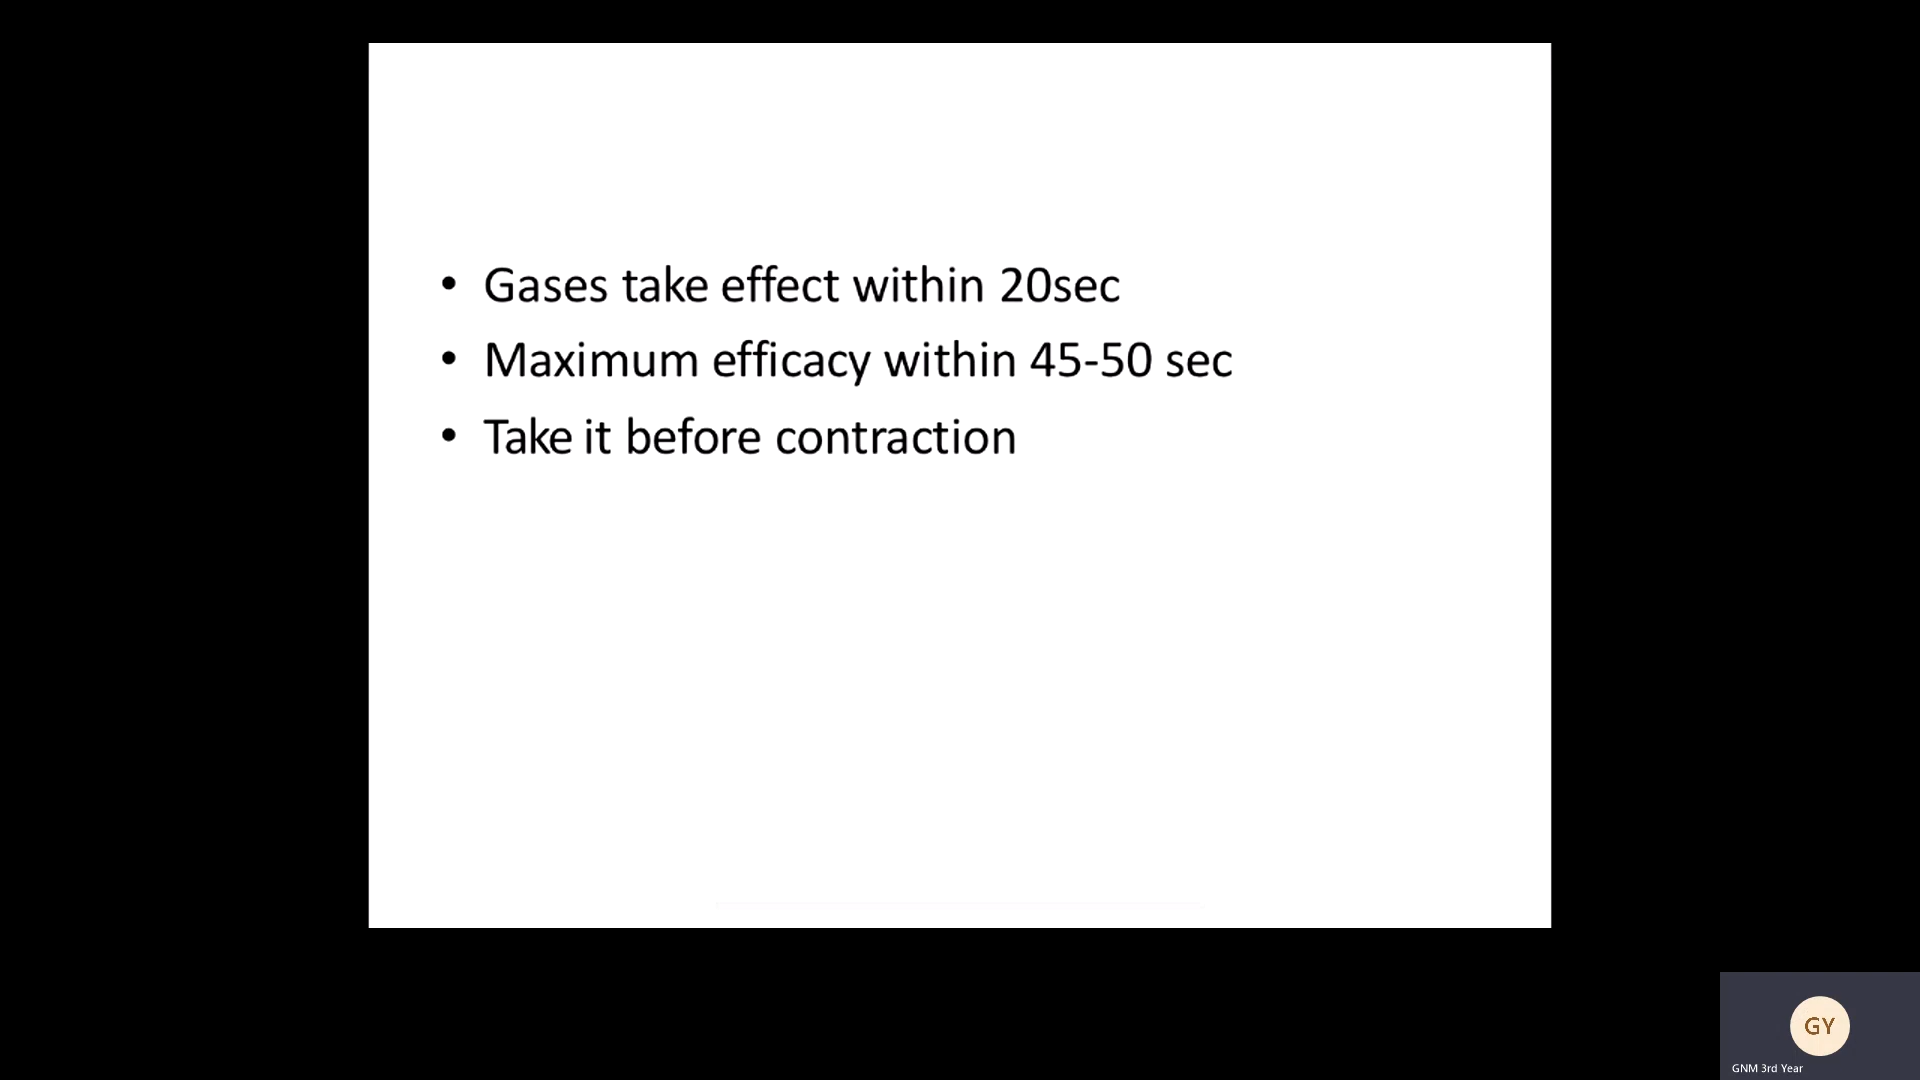 • Gases take effect within 20sec
• Maximum efficacy within 45-50 sec
• Take it before contraction
GY
GNM 3rd Year